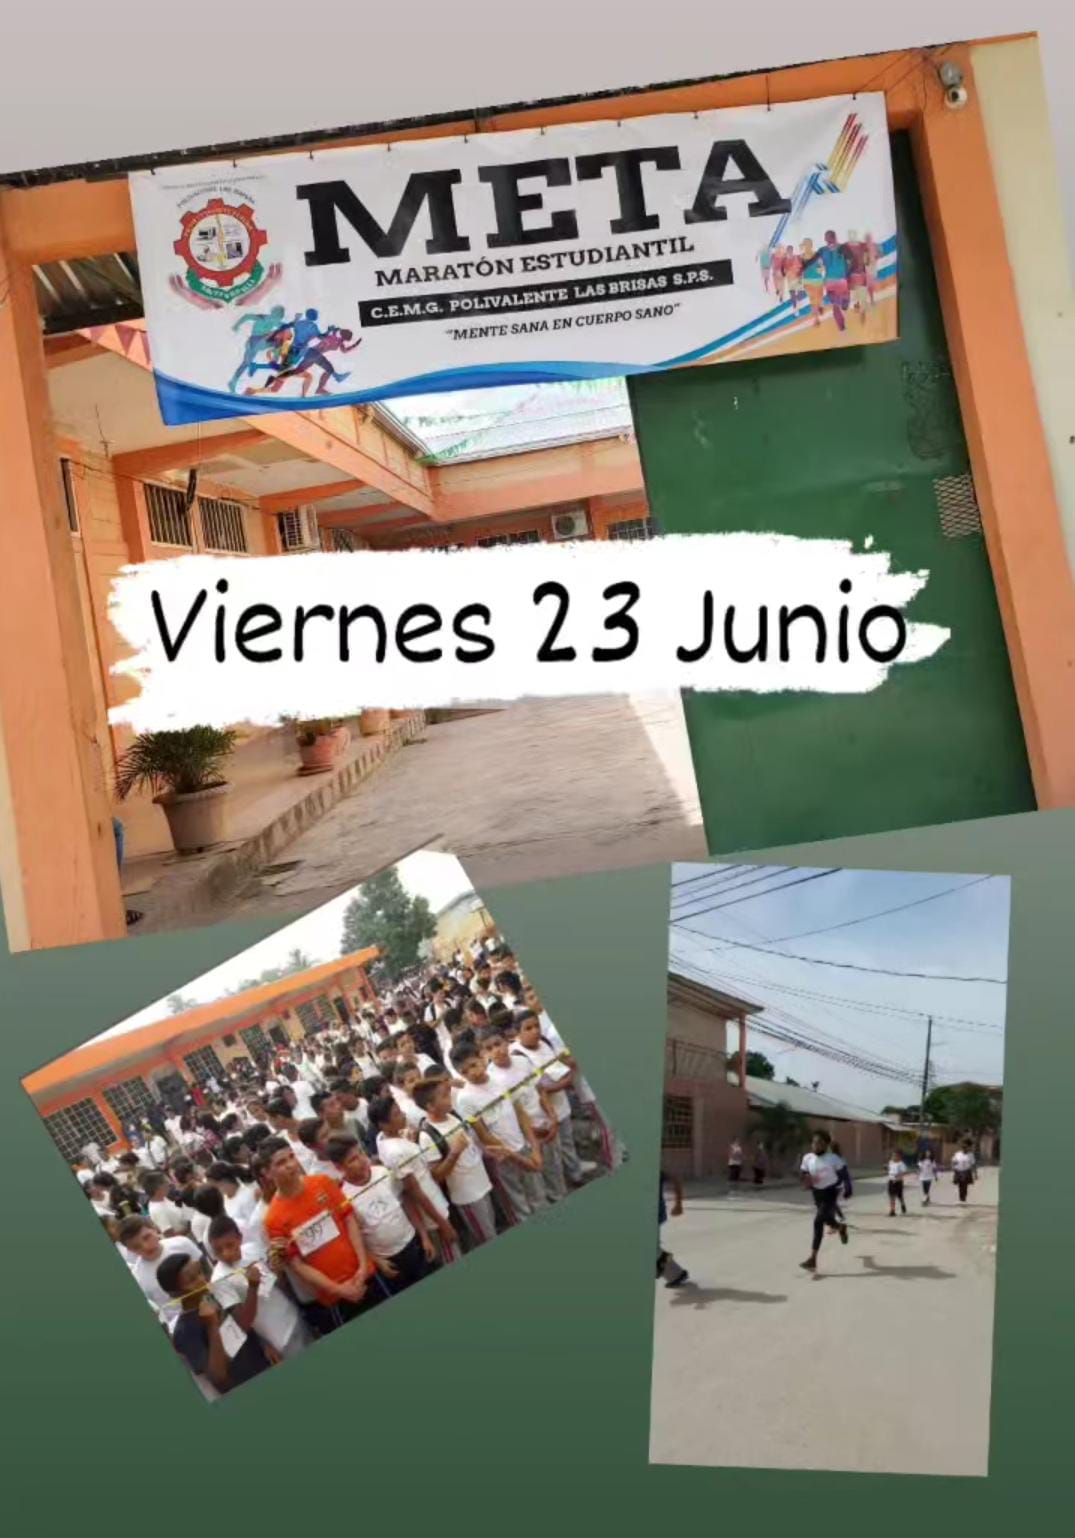 META
MARATÓN ESTUDIANTIL
C.E.M.G. POLIVALENTE LAS BRISAS S.P.S.
"MENTE SANA EN CUERPO SANO"
Viernes 23 Junio